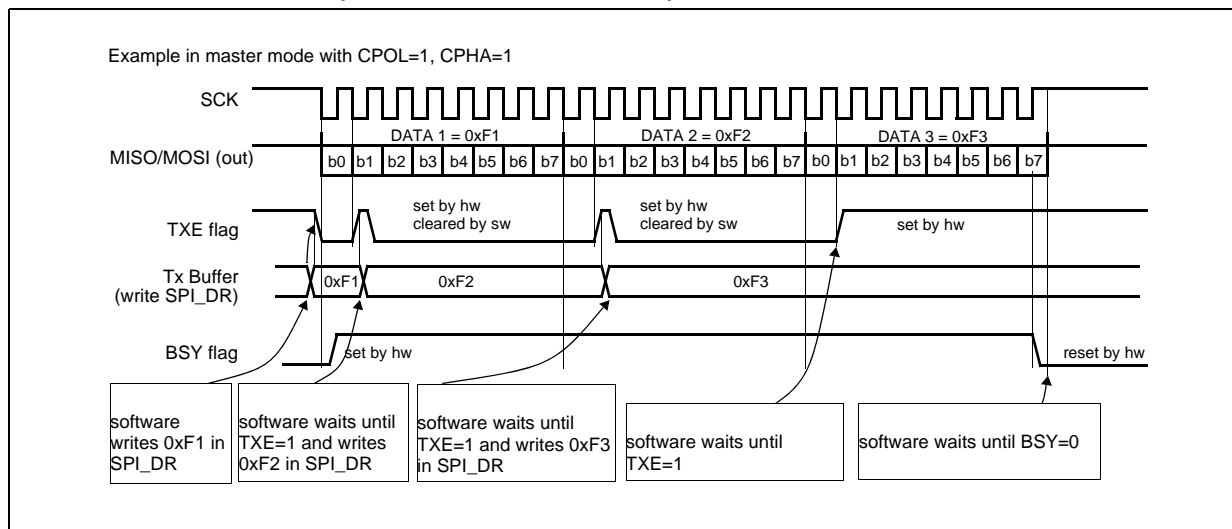 Example in master mode with CPOL=1, CPHA=1
SCK
DATA 1 = 0xF1
DATA 2 = 0xF2
DATA 3 = 0xF3
MISO/MOSI (out)
b0 b1 b2 b3 b4 b5 b6 b7 b0 b1 b2 b3 b4 b5 b6 b7 b0 b1 b2 b3 b4 b5 b6 b7
TXE flag
set by hw
cleared by sw
set by hw
cleared by sw
set by hw
Tx Buffer
(write SPI_DR)
0xF1
0xF2
0xF3
BSY flag
set by hw
reset by hw
software
writes 0xF1 in
SPI_DR
software waits until
TXE=1 and writes
0xF2 in SPI_DR
software waits until
TXE=1 and writes 0xF3
in SPI_DR
software waits until
TXE=1
software waits until BSY=0